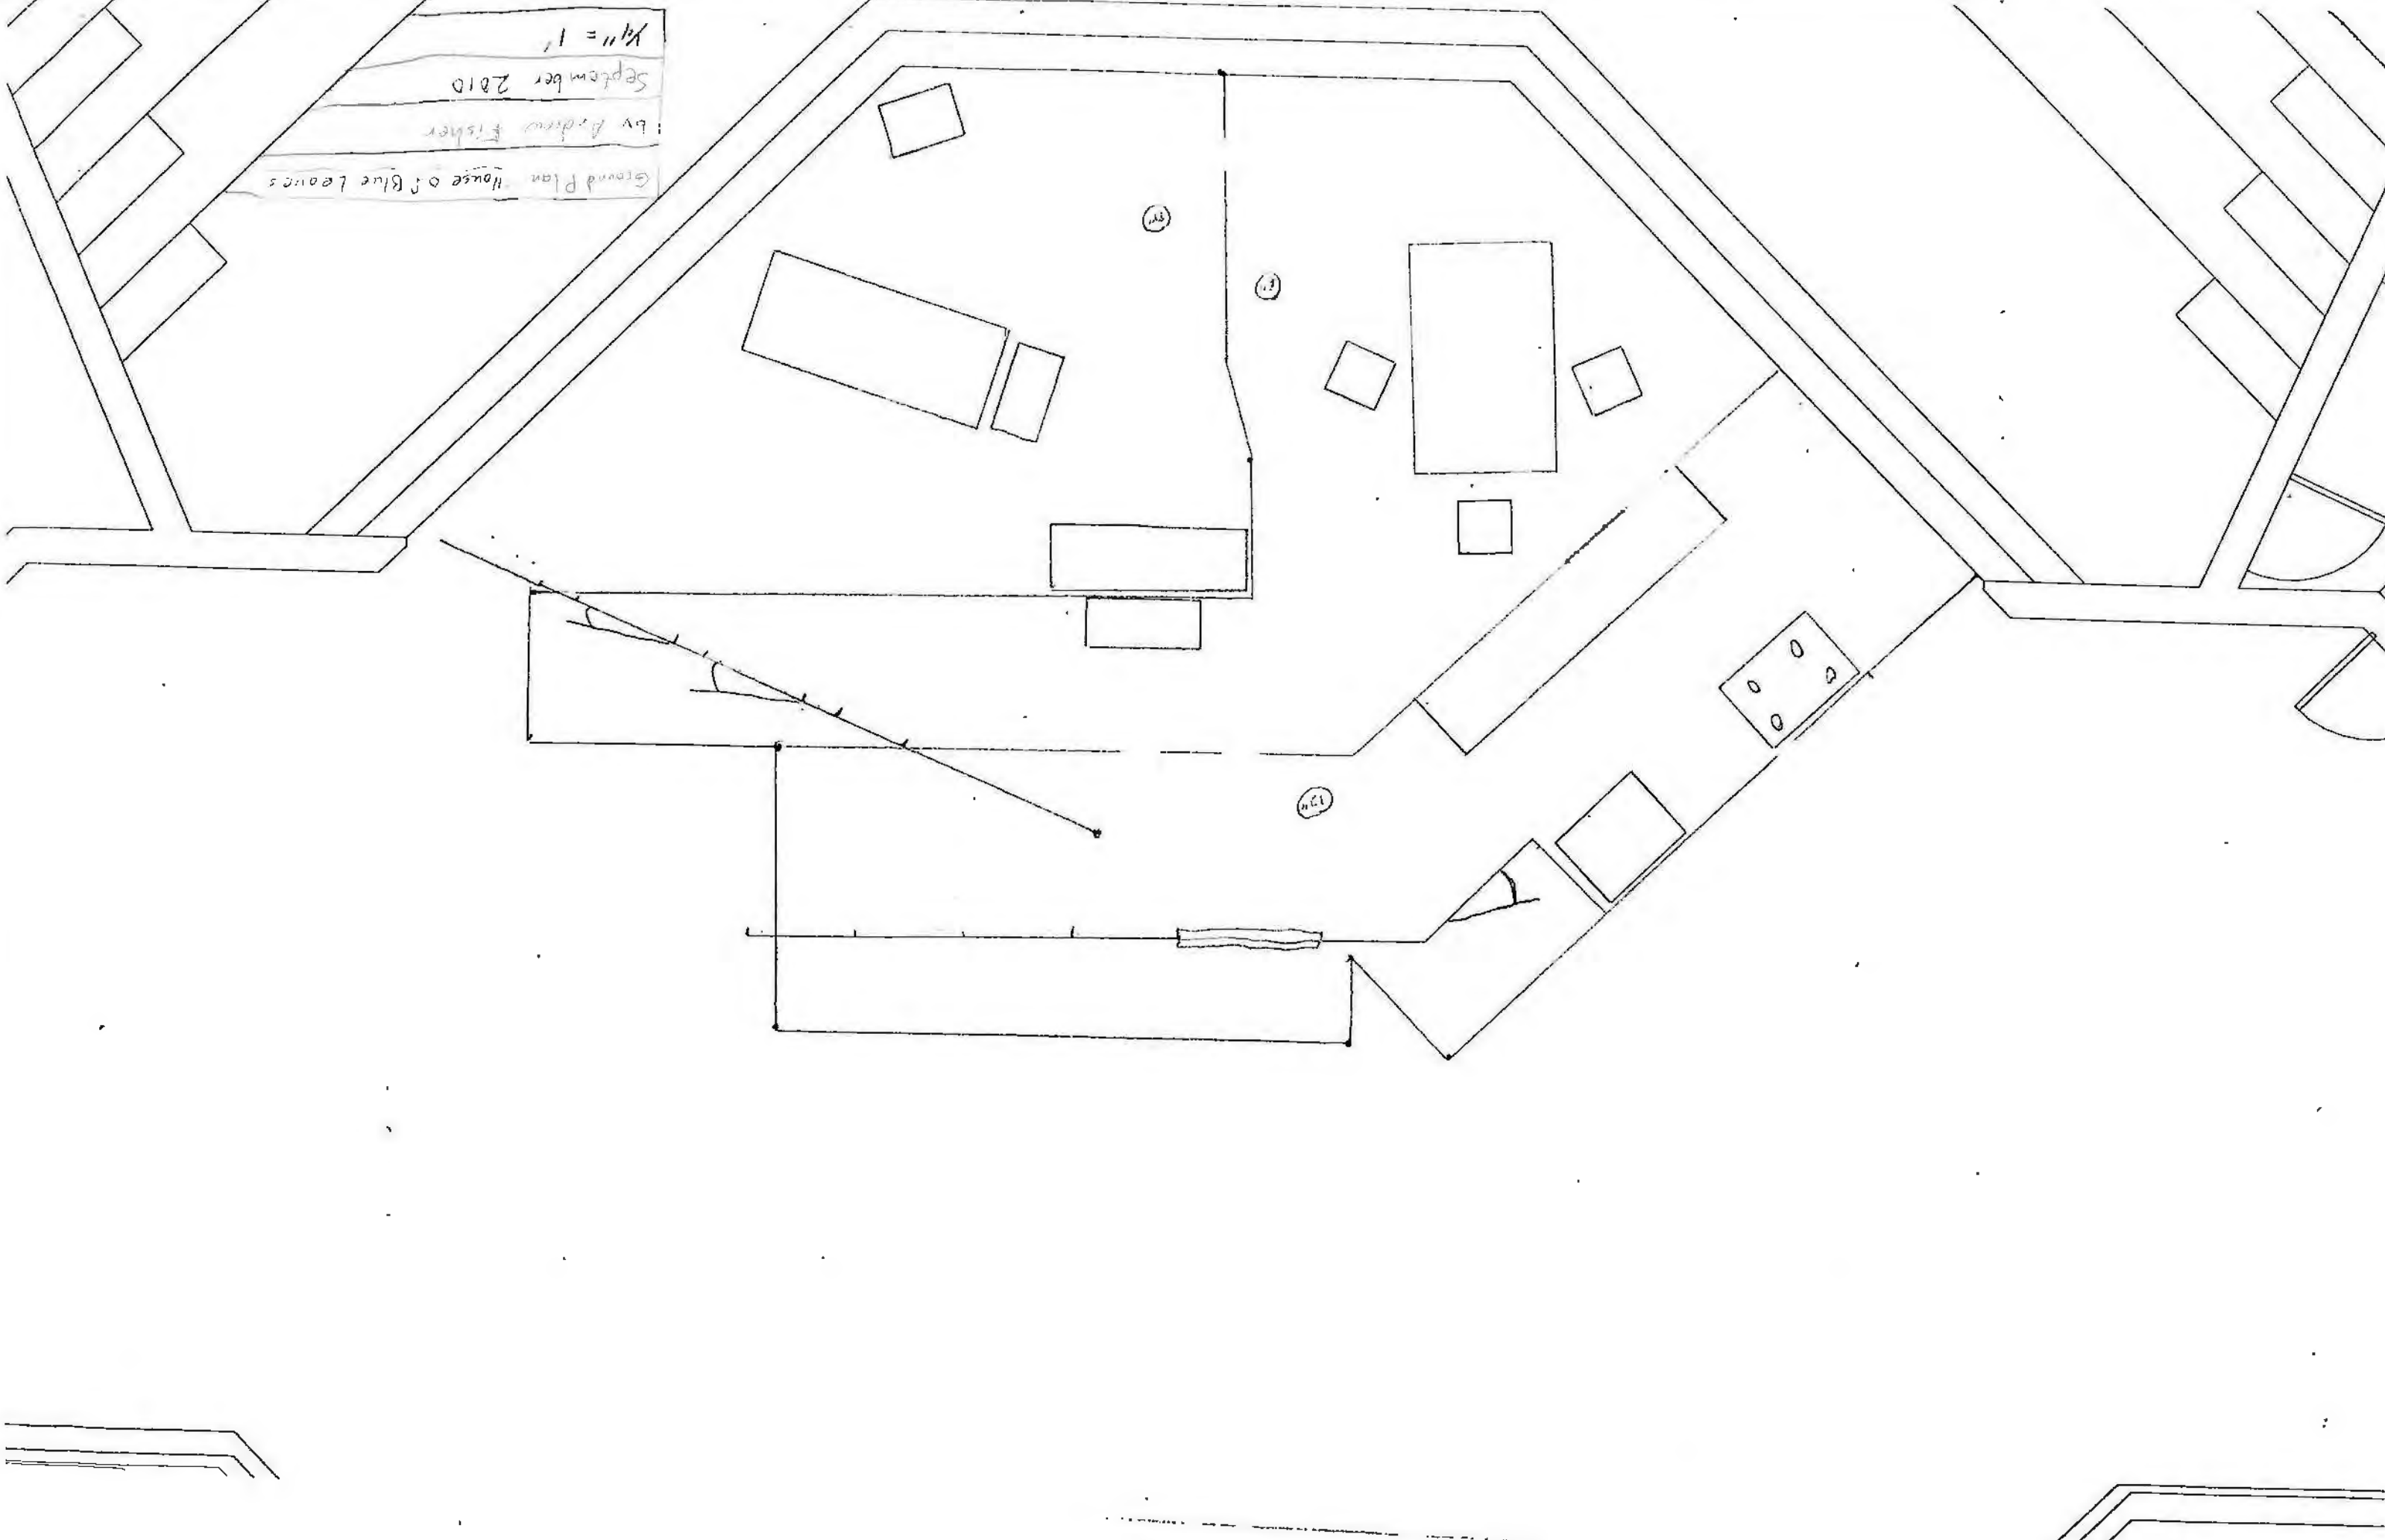 Ground Plan House of Blue Leaves
by Andrew Fisher
September 2010
1/4" = 1'